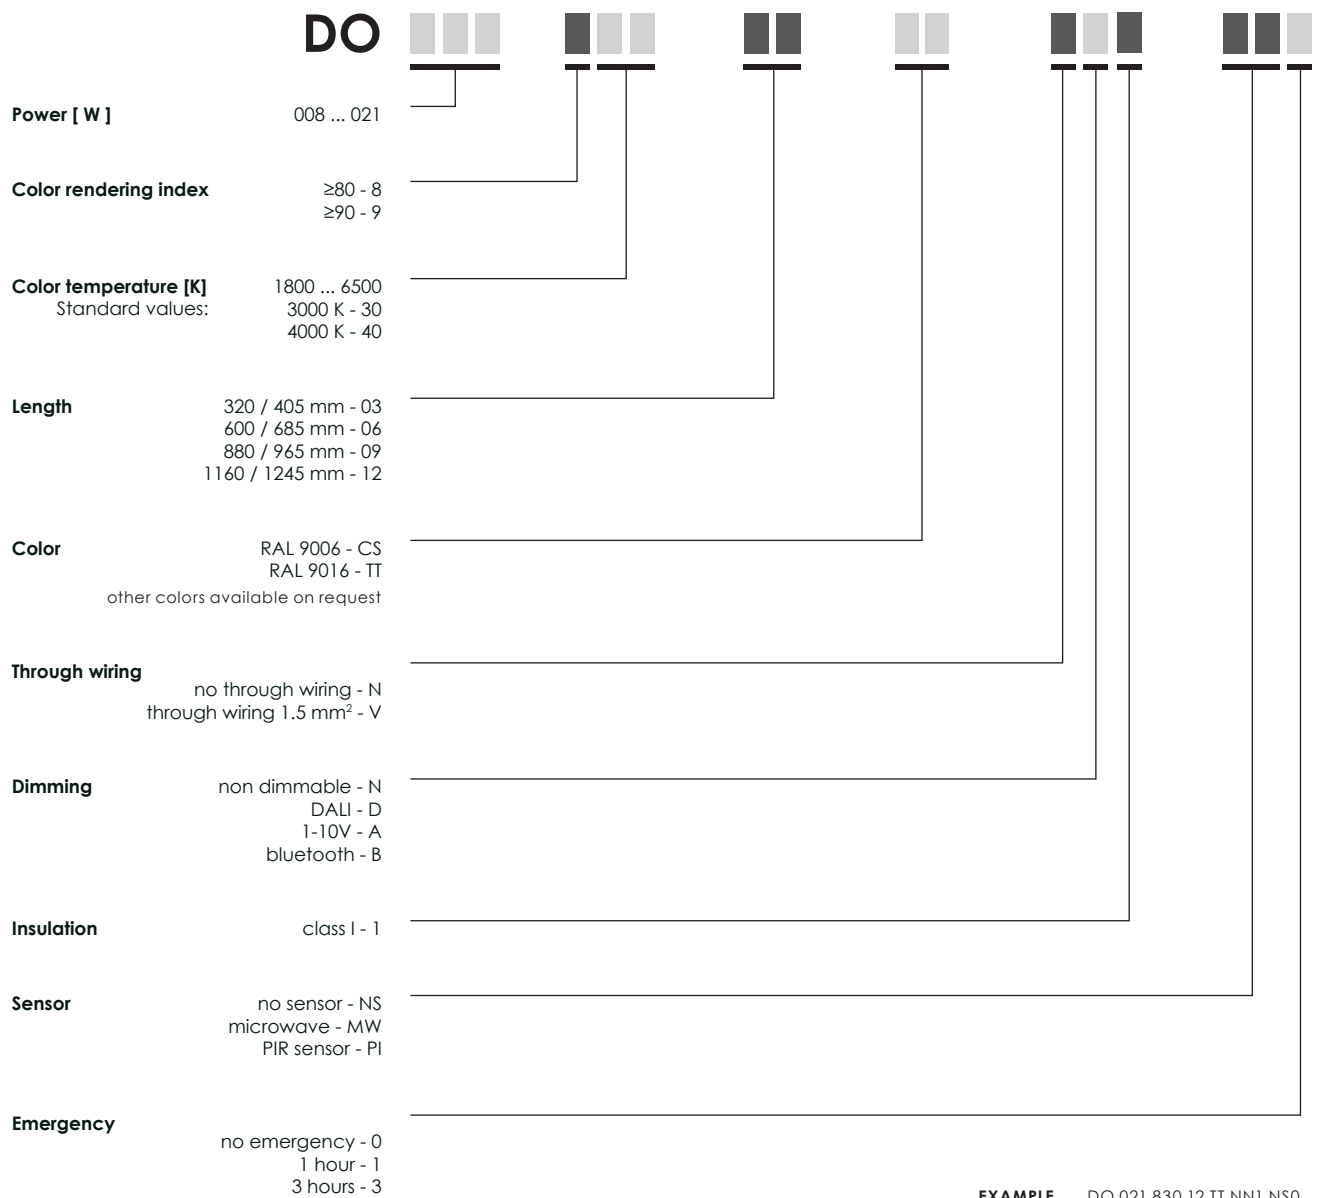 DO
Power [ W ] 008 ... 021
Color rendering index ≥80 - 8
≥90 - 9
Color temperature [K] 1800 ... 6500
Standard values: 3000 K - 30
4000 K - 40
Length 320 / 405 mm - 03
600 / 685 mm - 06
880 / 965 mm - 09
1160 / 1245 mm - 12
Color RAL 9006 - CS
RAL 9016 - TT
other colors available on request
Through wiring
no through wiring - N
through wiring 1.5 mm² - V
Dimming non dimmable - N
DALI - D
1-10V - A
bluetooth - B
Insulation class I - 1
Sensor no sensor - NS
microwave - MW
PIR sensor - PI
Emergency
no emergency - 0
1 hour - 1
3 hours - 3
EXAMPLE DO 021 830 12 TT NN1 NS0